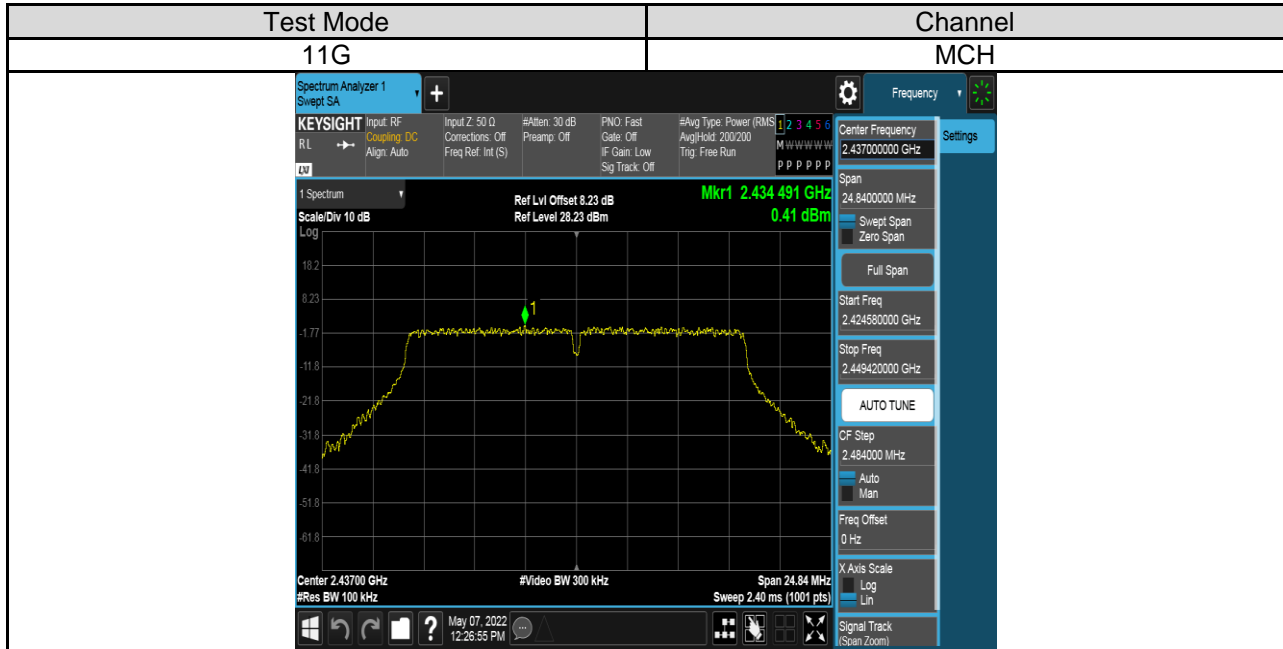 Test Mode Channel
11G MCH
Spectrum Analyzer 1
Swept SA
+
Frequency
KEYSIGHT Input: RF Input Z: 50 Ω #Atten: 30 dB PNO: Fast #Avg Type: Power (RMS 1 2 3 4 5 6
RL Coupling: DC Corrections: Off Preamp: Off Gate: Off Avg|Hold: 200/200 M W W W W W
Align: Auto Freq Ref: Int (S) IF Gain: Low Trig: Free Run
LXI Sig Track: Off P P P P P P
1 Spectrum
Ref Lvl Offset 8.23 dB
Mkr1 2.434 491 GHz
Scale/Div 10 dB
Ref Level 28.23 dBm
0.41 dBm
Log
18.2
8.23
-1.77
-11.8
-21.8
-31.8
-41.8
-51.8
-61.8
1
Center 2.43700 GHz #Video BW 300 kHz Span 24.84 MHz
#Res BW 100 kHz Sweep 2.40 ms (1001 pts)
?
May 07, 2022
12:26:55 PM
Center Frequency
2.437000000 GHz
Settings
Span
24.8400000 MHz
Swept Span
Zero Span
Full Span
Start Freq
2.424580000 GHz
Stop Freq
2.449420000 GHz
AUTO TUNE
CF Step
2.484000 MHz
Auto
Man
Freq Offset
0 Hz
X Axis Scale
Log
Lin
Signal Track
(Span Zoom)